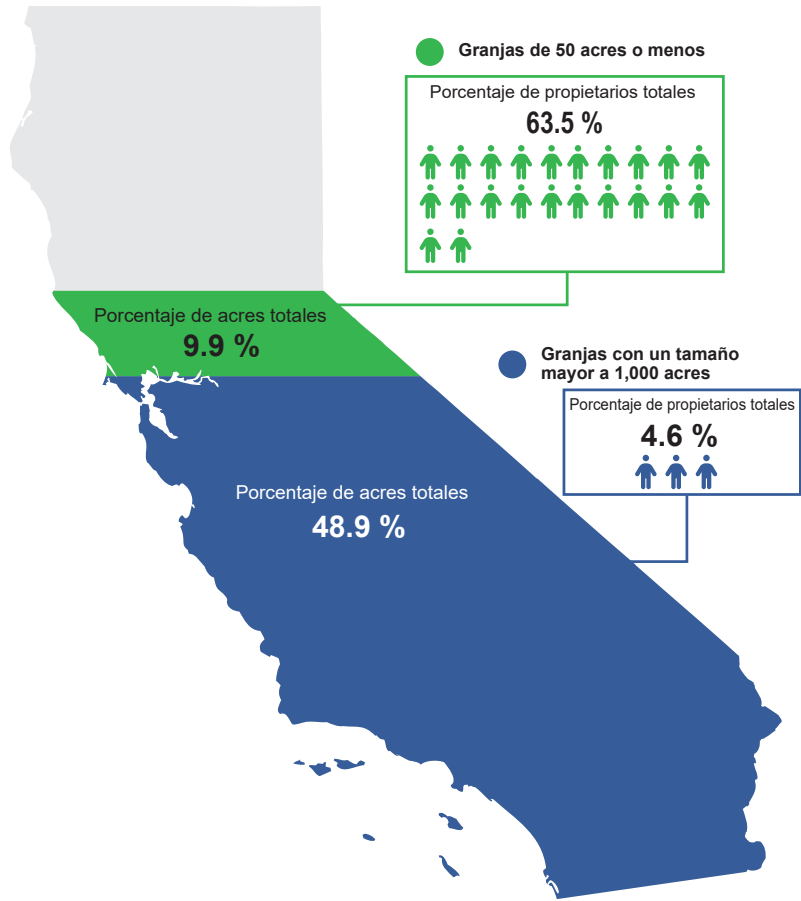 Granjas de 50 acres o menos
Porcentaje de propietarios totales
63.5 %
Porcentaje de acres totales
9.9 %
Granjas con un tamaño
mayor a 1,000 acres
Porcentaje de propietarios totales
4.6 %
Porcentaje de acres totales
48.9 %